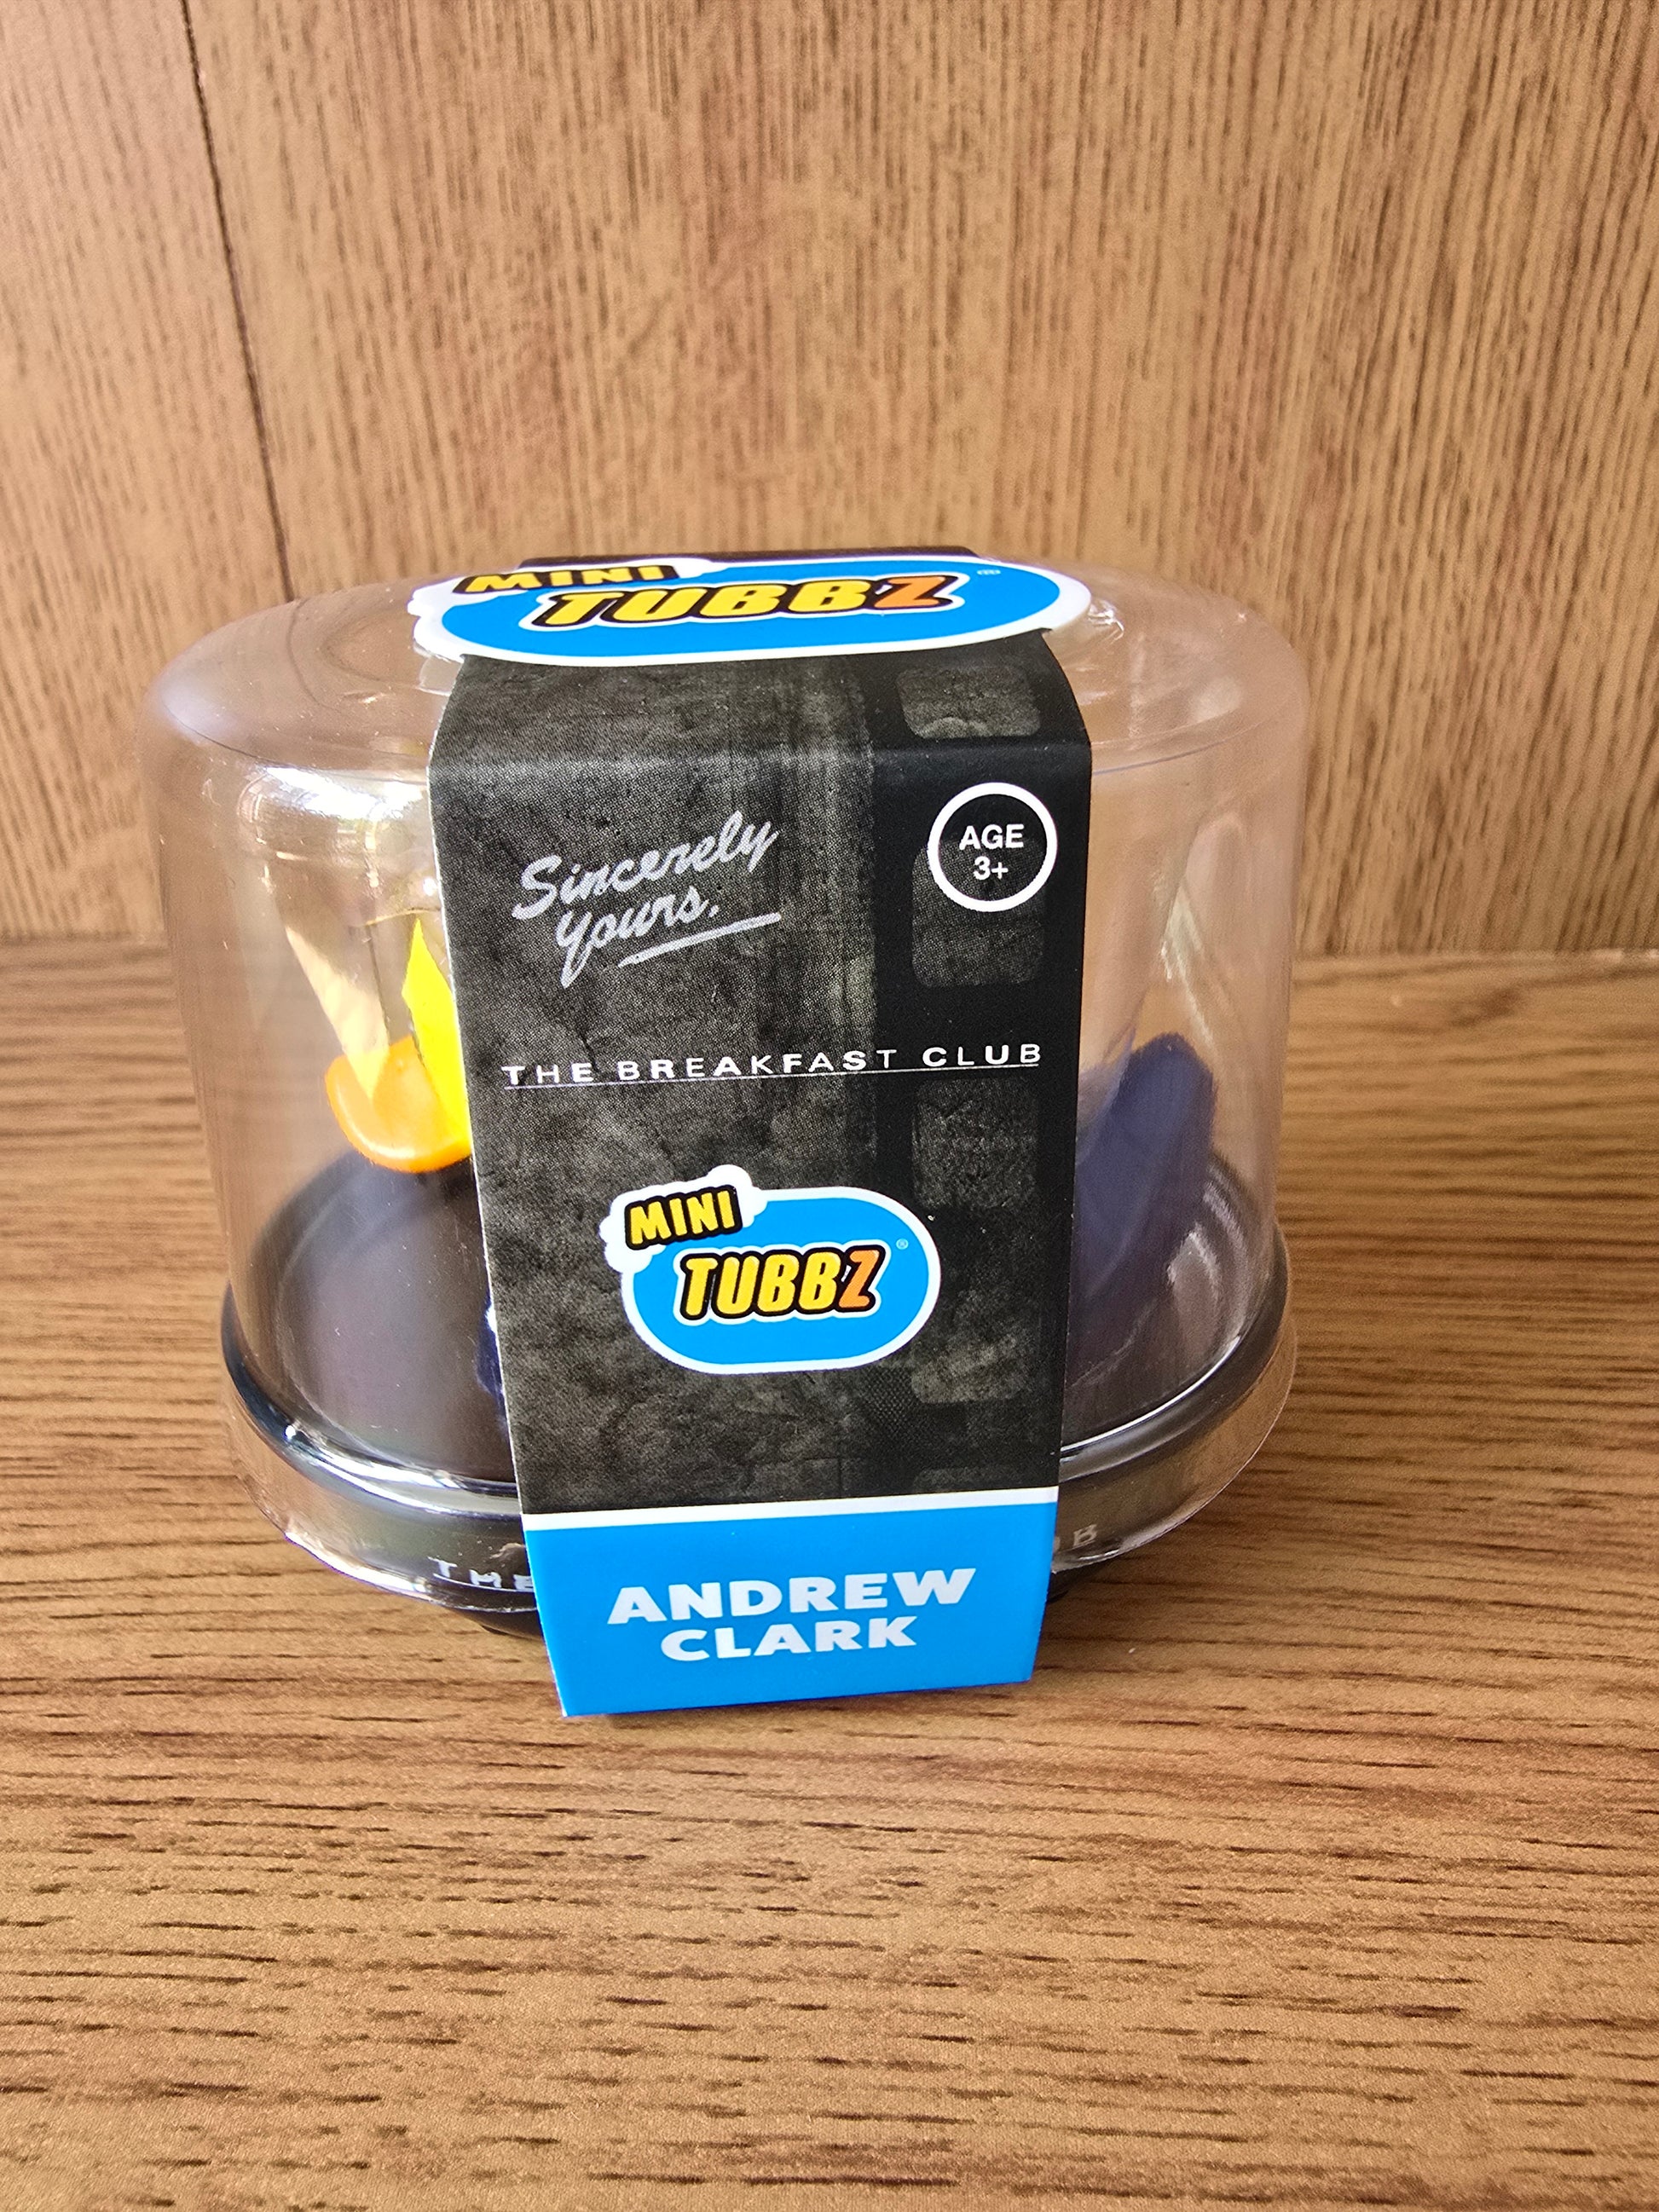 MINI
TUBBZ
Sincerely
Yours.
AGE
3+
THE BREAKFAST CLUB
MINI
TUBBZ®
ANDREW
CLARK